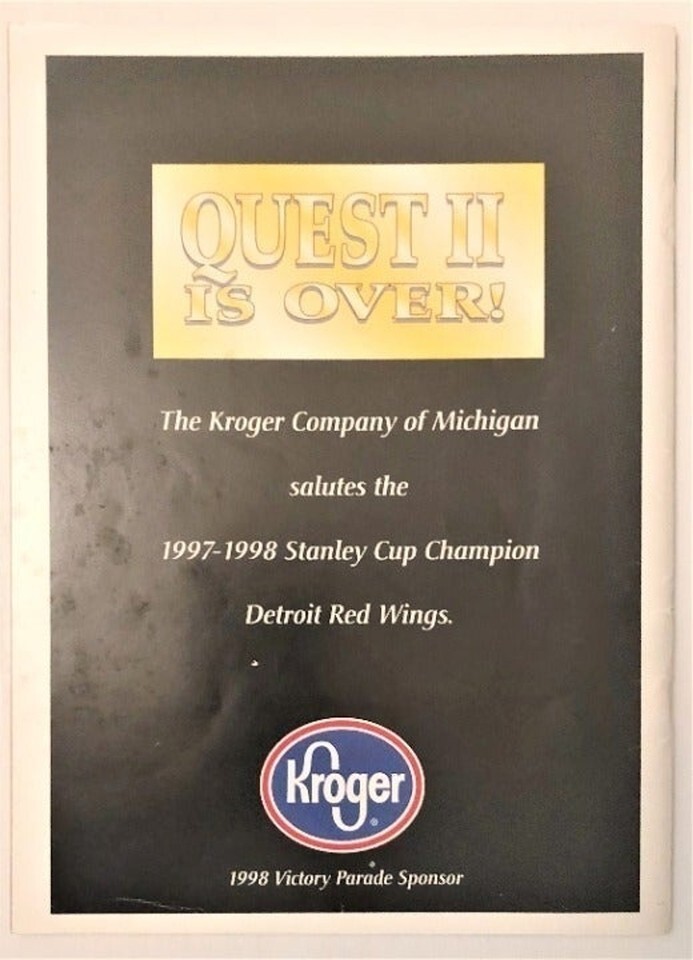 QUEST II
IS OVER!
The Kroger Company of Michigan
salutes the
1997-1998 Stanley Cup Champion
Detroit Red Wings.
Kroger®
1998 Victory Parade Sponsor